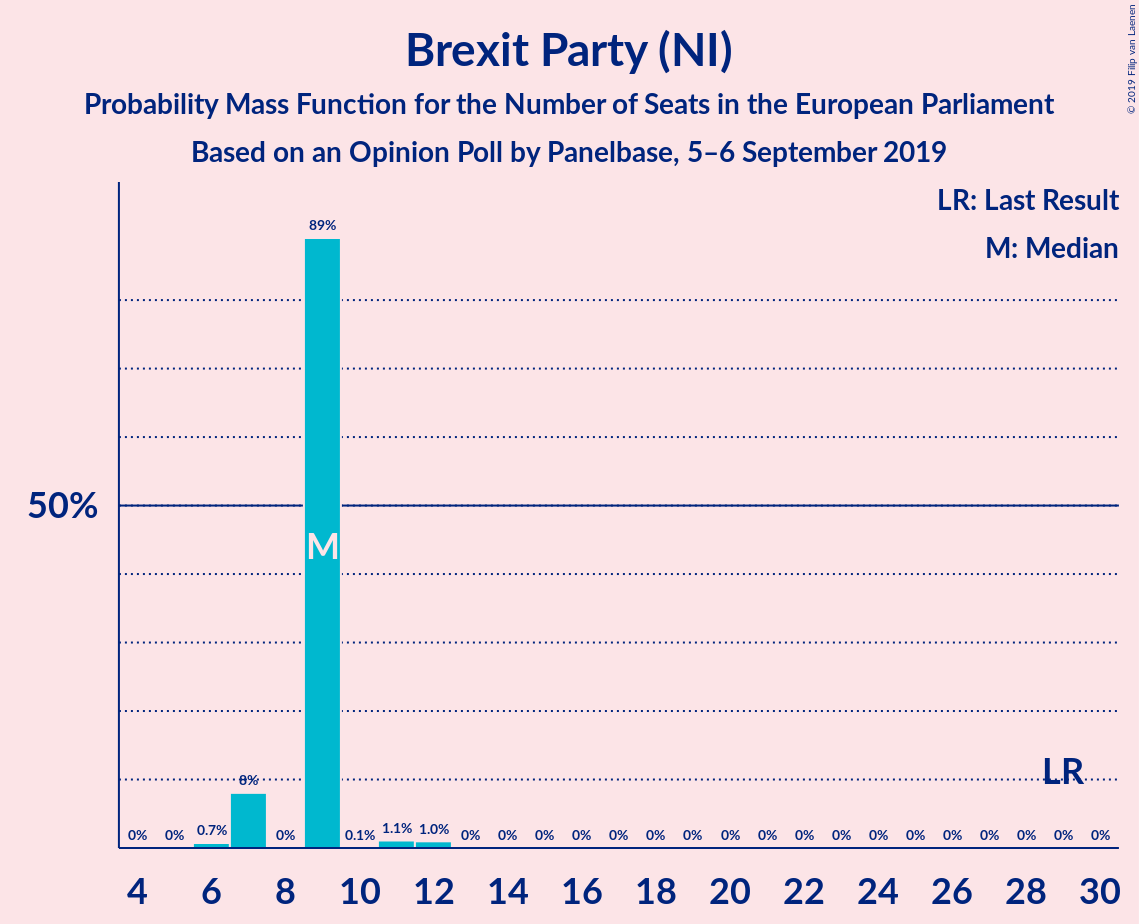 Brexit Party (NI)
Probability Mass Function for the Number of Seats in the European Parliament
Based on an Opinion Poll by Panelbase, 5–6 September 2019
© 2019 Filip van Laenen
LR: Last Result
M: Median
89%
50%
M
LR
8%
0% 0% 0.7% 0% 0.1% 1.1% 1.0% 0% 0% 0% 0% 0% 0% 0% 0% 0% 0% 0% 0% 0% 0% 0% 0% 0% 0%
4 6 8 10 12 14 16 18 20 22 24 26 28 30